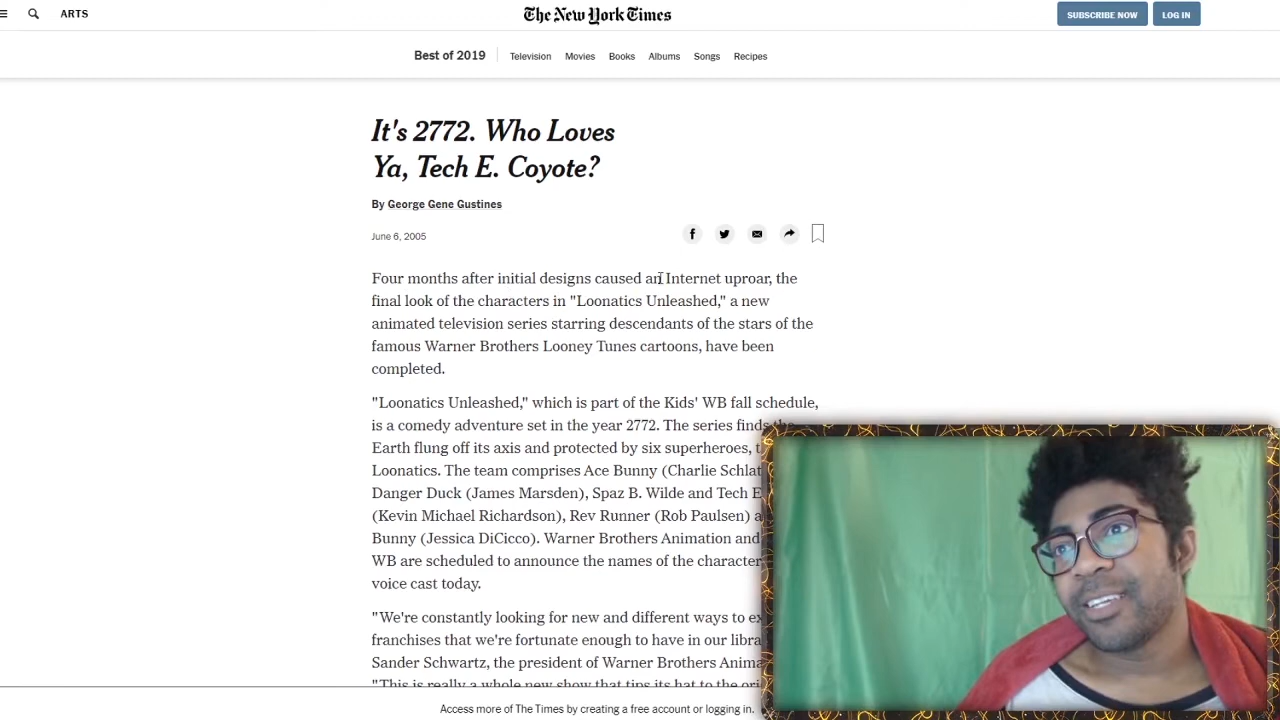 ARTS
The New York Times
SUBSCRIBE NOW
LOG IN
Best of 2019
Television
Movies
Books
Albums
Songs
Recipes
It's 2772. Who Loves
Ya, Tech E. Coyote?
By George Gene Gustines
June 6, 2005
Four months after initial designs caused an Internet uproar, the
final look of the characters in "Loonatics Unleashed," a new
animated television series starring descendants of the stars of the
famous Warner Brothers Looney Tunes cartoons, have been
completed.
"Loonatics Unleashed," which is part of the Kids' WB fall schedule,
is a comedy adventure set in the year 2772. The series finds the
Earth flung off its axis and protected by six superheroes,
Loonatics. The team comprises Ace Bunny (Charlie
Danger Duck (James Marsden), Spaz B. Wilde and Tech E
(Kevin Michael Richardson), Rev Runner (Rob Paulsen)
Bunny (Jessica DiCicco). Warner Brothers Animation and
WB are scheduled to announce the names of the character
voice cast today.
"We're constantly looking for new and different ways to
franchises that we're fortunate enough to have in our
Sander Schwartz, the president of Warner Brothers
"This is really a whole new show that tips its hat to the
Access more of The Times by creating a free account or logging in.